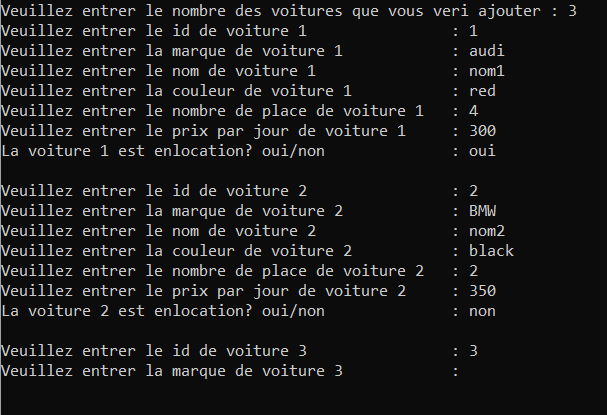 Veuillez entrer le nombre des voitures que vous veri ajouter : 3
Veuillez entrer le id de voiture 1 : 1
Veuillez entrer la marque de voiture 1 : audi
Veuillez entrer le nom de voiture 1 : nom1
Veuillez entrer la couleur de voiture 1 : red
Veuillez entrer le nombre de place de voiture 1 : 4
Veuillez entrer le prix par jour de voiture 1 : 300
La voiture 1 est enlocation? oui/non : oui
Veuillez entrer le id de voiture 2 : 2
Veuillez entrer la marque de voiture 2 : BMW
Veuillez entrer le nom de voiture 2 : nom2
Veuillez entrer la couleur de voiture 2 : black
Veuillez entrer le nombre de place de voiture 2 : 2
Veuillez entrer le prix par jour de voiture 2 : 350
La voiture 2 est enlocation? oui/non : non
Veuillez entrer le id de voiture 3 : 3
Veuillez entrer la marque de voiture 3 :